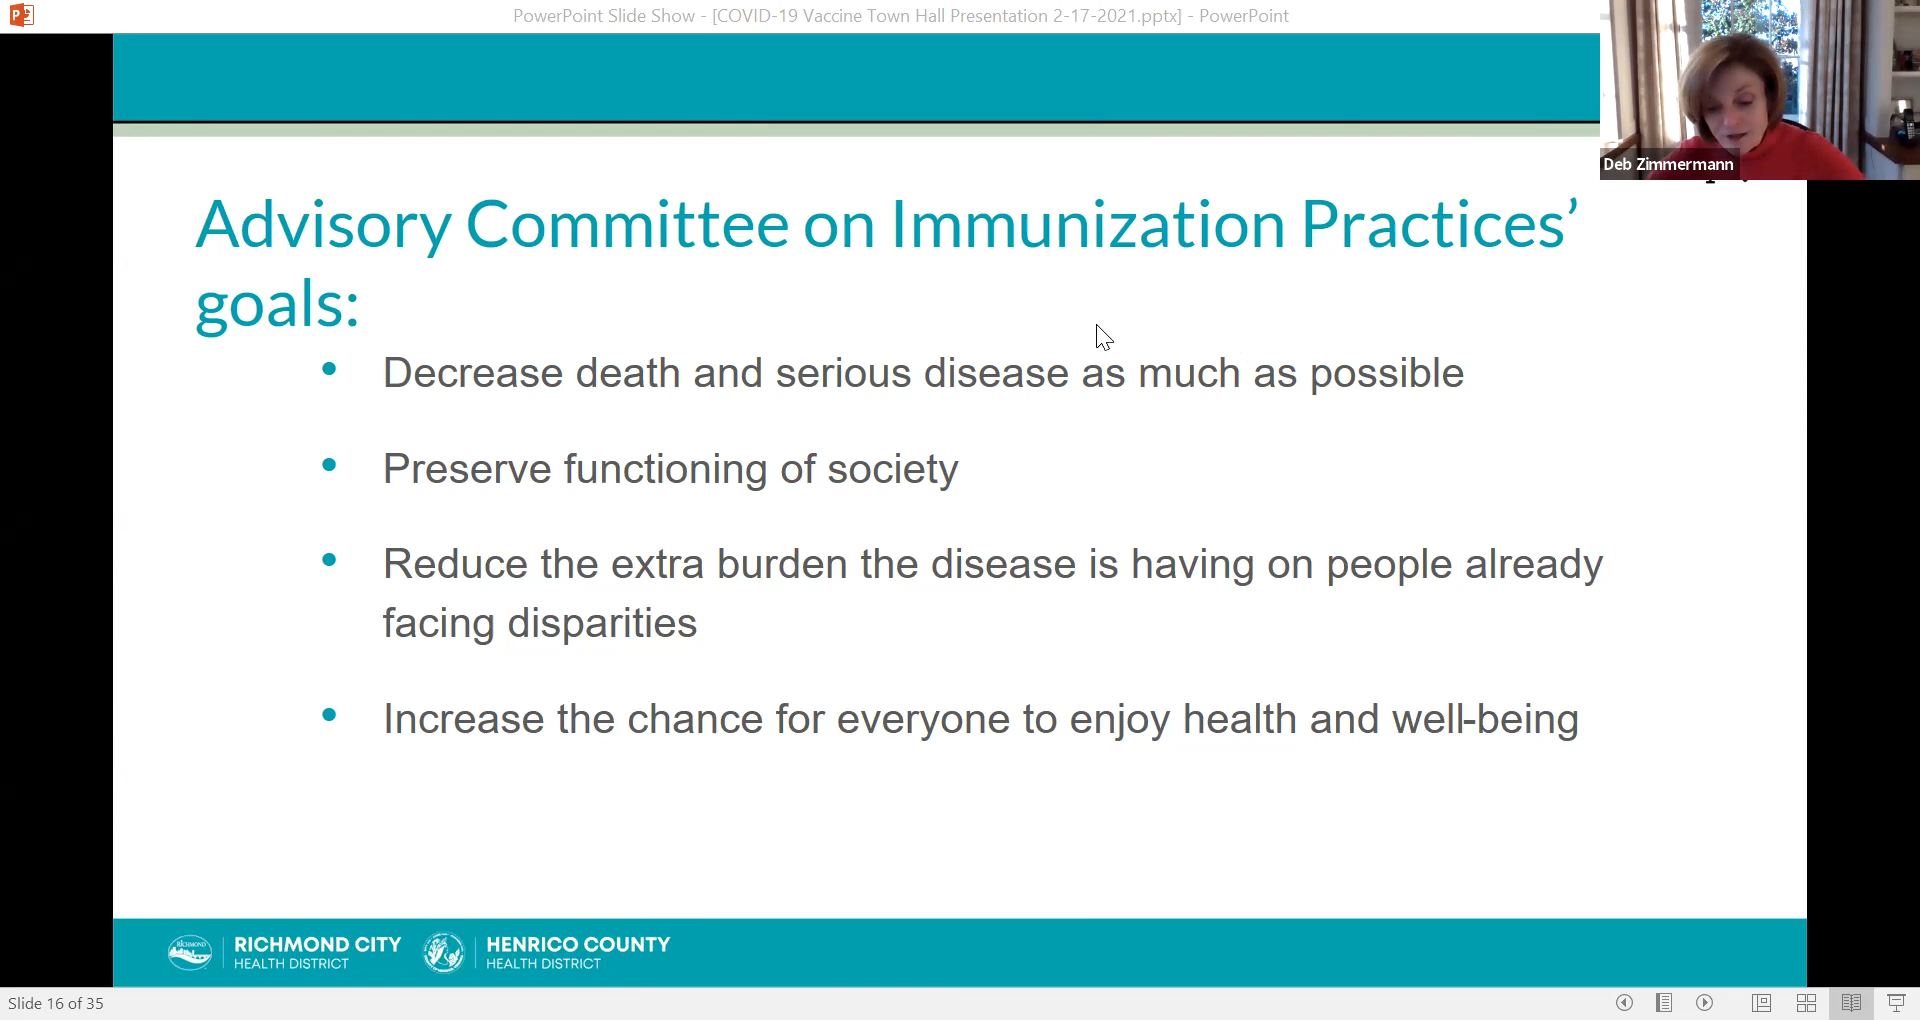 PowerPoint Slide Show - [COVID-19 Vaccine Town Hall Presentation 2-17-2021.pptx] - PowerPoint
Deb Zimmermann
Advisory Committee on Immunization Practices’
goals:
• Decrease death and serious disease as much as possible
• Preserve functioning of society
• Reduce the extra burden the disease is having on people already
facing disparities
• Increase the chance for everyone to enjoy health and well-being
RICHMOND
RICHMOND CITY
HEALTH DISTRICT
HENRICO COUNTY
HEALTH DISTRICT
Slide 16 of 35